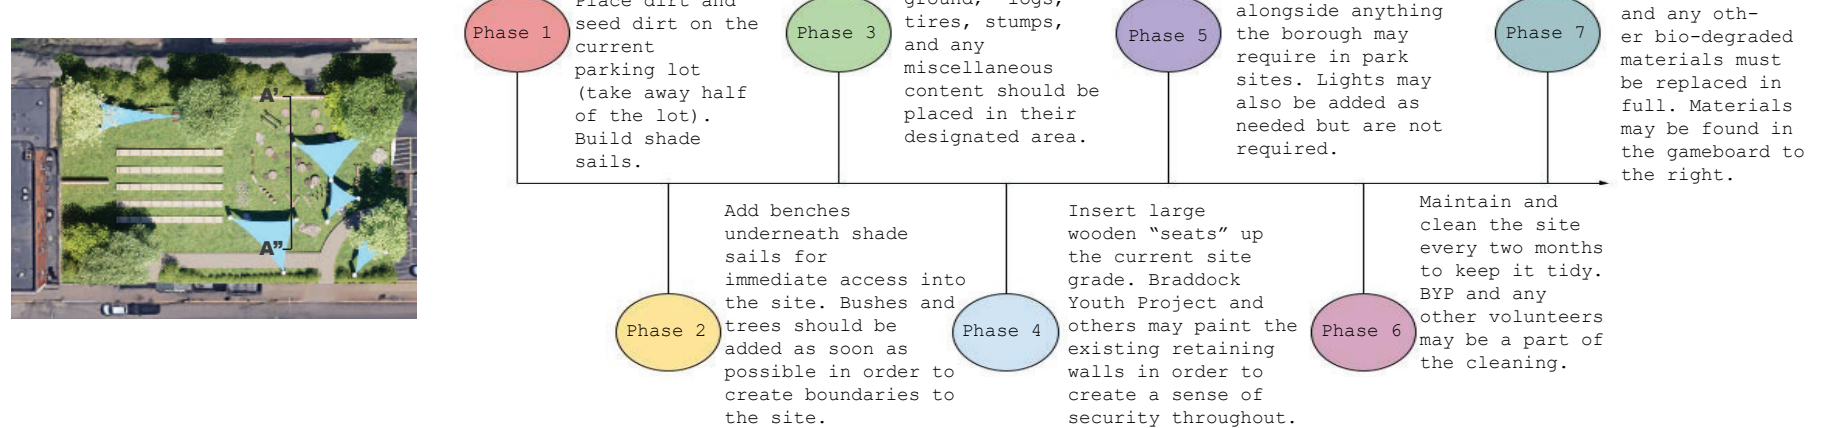 A'
A"
Phase 1
Place dirt and
seed dirt on the
current
parking lot
(take away half
of the lot).
Build shade
sails.
Phase 2
Add benches
underneath shade
sails for
immediate access into
the site. Bushes and
trees should be
added as soon as
possible in order to
create boundaries to
the site.
Phase 3
ground, logs,
tires, stumps,
and any
miscellaneous
content should be
placed in their
designated area.
Phase 4
Insert large
wooden “seats” up
the current site
grade. Braddock
Youth Project and
others may paint the
existing retaining
walls in order to
create a sense of
security throughout.
Phase 5
alongside anything
the borough may
require in park
sites. Lights may
also be added as
needed but are not
required.
Phase 6
Maintain and
clean the site
every two months
to keep it tidy.
BYP and any
other volunteers
may be a part of
the cleaning.
Phase 7
and any oth-
er bio-degraded
materials must
be replaced in
full. Materials
may be found in
the gameboard to
the right.